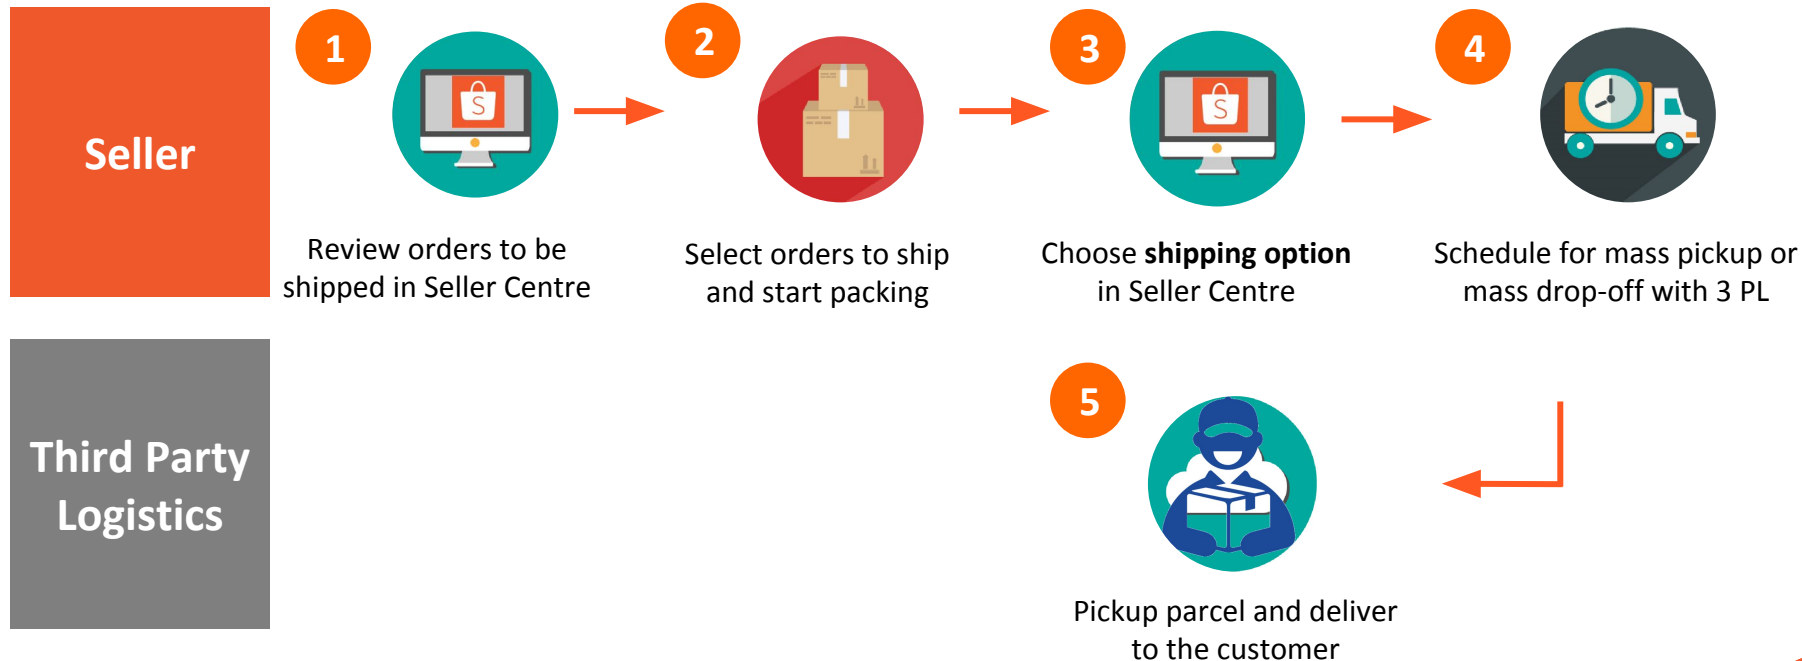 Seller
1
2
3
4
S
S
Review orders to be
shipped in Seller Centre
Select orders to ship
and start packing
Choose shipping option
in Seller Centre
Schedule for mass pickup or
mass drop-off with 3 PL
Third Party
Logistics
5
Pickup parcel and deliver
to the customer